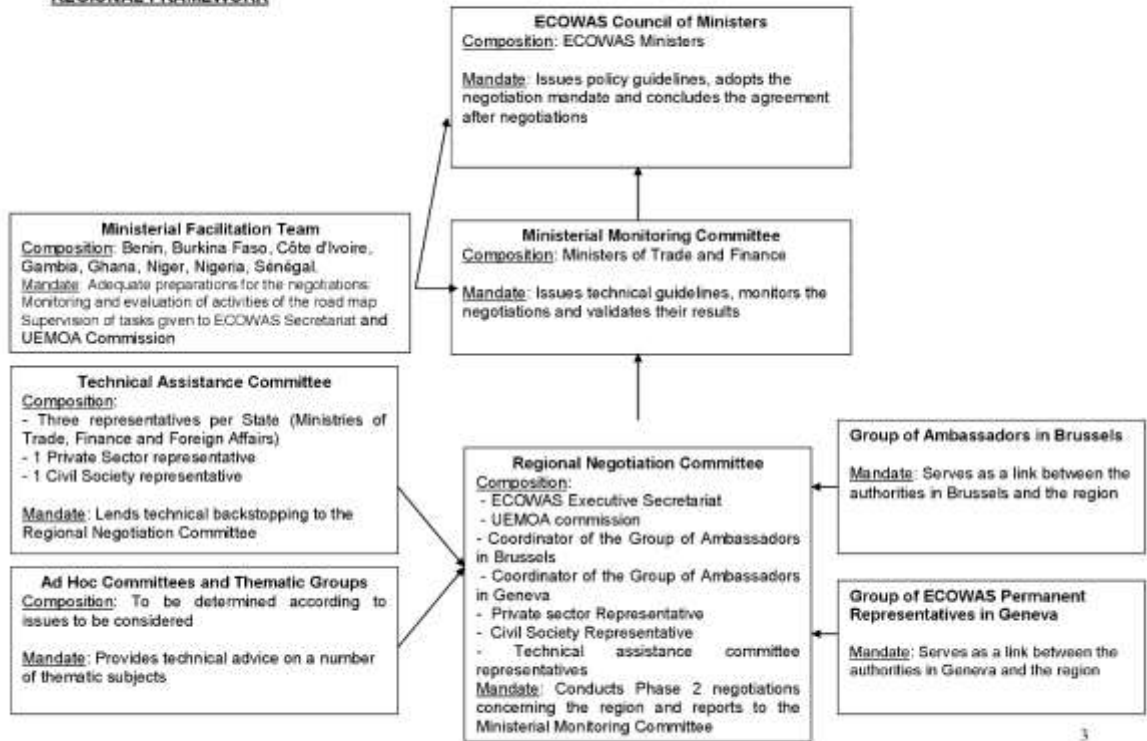 REGIONAL FRAMEWORK
ECOWAS Council of Ministers
Composition: ECOWAS Ministers
Mandate: Issues policy guidelines, adopts the
negotiation mandate and concludes the agreement
after negotiations
Ministerial Facilitation Team
Composition: Benin, Burkina Faso, Côte d'Ivoire,
Gambia, Ghana, Niger, Nigeria, Sénégal,
Mandate: Adequate preparations for the negotiations
Monitoring and evaluation of activities of the road map
Supervision of tasks given to ECOWAS Secretariat and
UEMOA Commission
Ministerial Monitoring Committee
Composition: Ministers of Trade and Finance
Mandate: Issues technical guidelines, monitors the
negotiations and validates their results
Technical Assistance Committee
Composition:
- Three representatives per State (Ministries of
Trade, Finance and Foreign Affairs)
- 1 Private Sector representative
- 1 Civil Society representative
Mandate: Lends technical backstopping to the
Regional Negotiation Committee
Ad Hoc Committees and Thematic Groups
Composition: To be determined according to
issues to be considered
Mandate: Provides technical advice on a number
of thematic subjects
Regional Negotiation Committee
Composition:
- ECOWAS Executive Secretariat
- UEMOA commission
- Coordinator of the Group of Ambassadors
in Brussels
- Coordinator of the Group of Ambassadors
in Geneva
- Private sector Representative
- Civil Society Representative
- Technical assistance committee
representatives
Mandate: Conducts Phase 2 negotiations
concerning the region and reports to the
Ministerial Monitoring Committee
Group of Ambassadors in Brussels
Mandate: Serves as a link between the
authorities in Brussels and the region
Group of ECOWAS Permanent
Representatives in Geneva
Mandate: Serves as a link between the
authorities in Geneva and the region
3